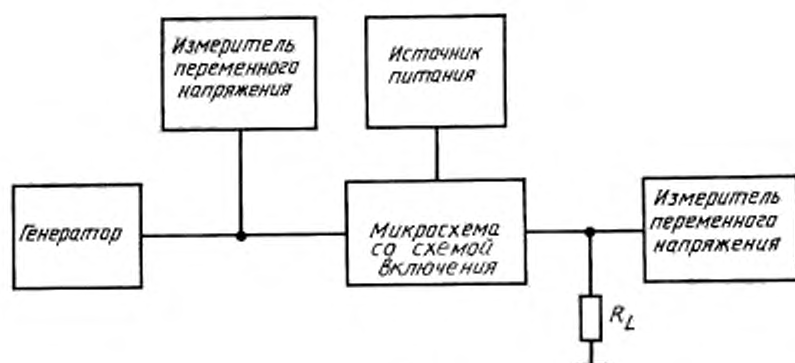 Измеритель
переменного
напряжения
Источник
питания
Генератор
Микросхема
со схемой
включения
Измеритель
переменного
напряжения
R_L